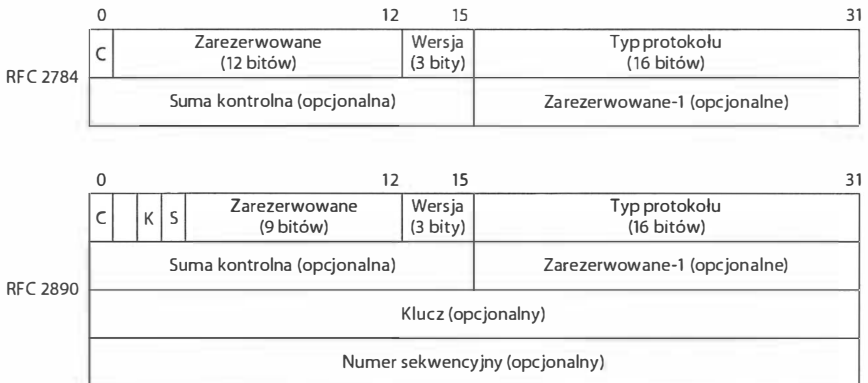 0 12 15 31
RFC 2784
C
Zarezerwowane
(12 bitów)
Wersja
(3 bity)
Typ protokołu
(16 bitów)
Suma kontrolna (opcjonalna)
Zarezerwowane-1 (opcjonalne)
0 12 15 31
RFC 2890
C
K
S
Zarezerwowane
(9 bitów)
Wersja
(3 bity)
Typ protokołu
(16 bitów)
Suma kontrolna (opcjonalna)
Zarezerwowane-1 (opcjonalne)
Klucz (opcjonalny)
Numer sekwencyjny (opcjonalny)